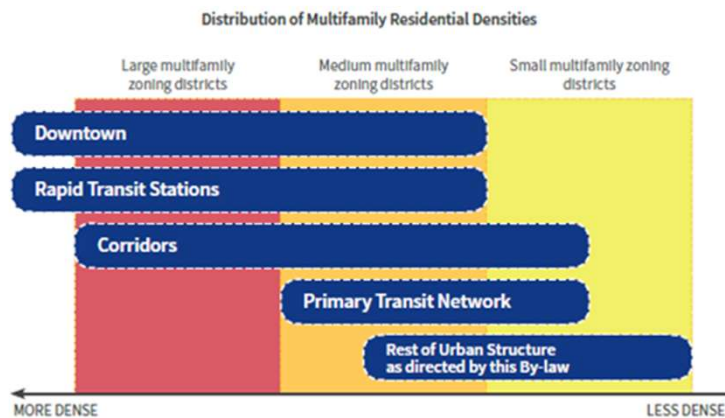 Distribution of Multifamily Residential Densities
Large multifamily
zoning districts
Medium multifamily
zoning districts
Small multifamily zoning
districts
Downtown
Rapid Transit Stations
Corridors
Primary Transit Network
Rest of Urban Structure
as directed by this By-law
MORE DENSE
LESS DENSE